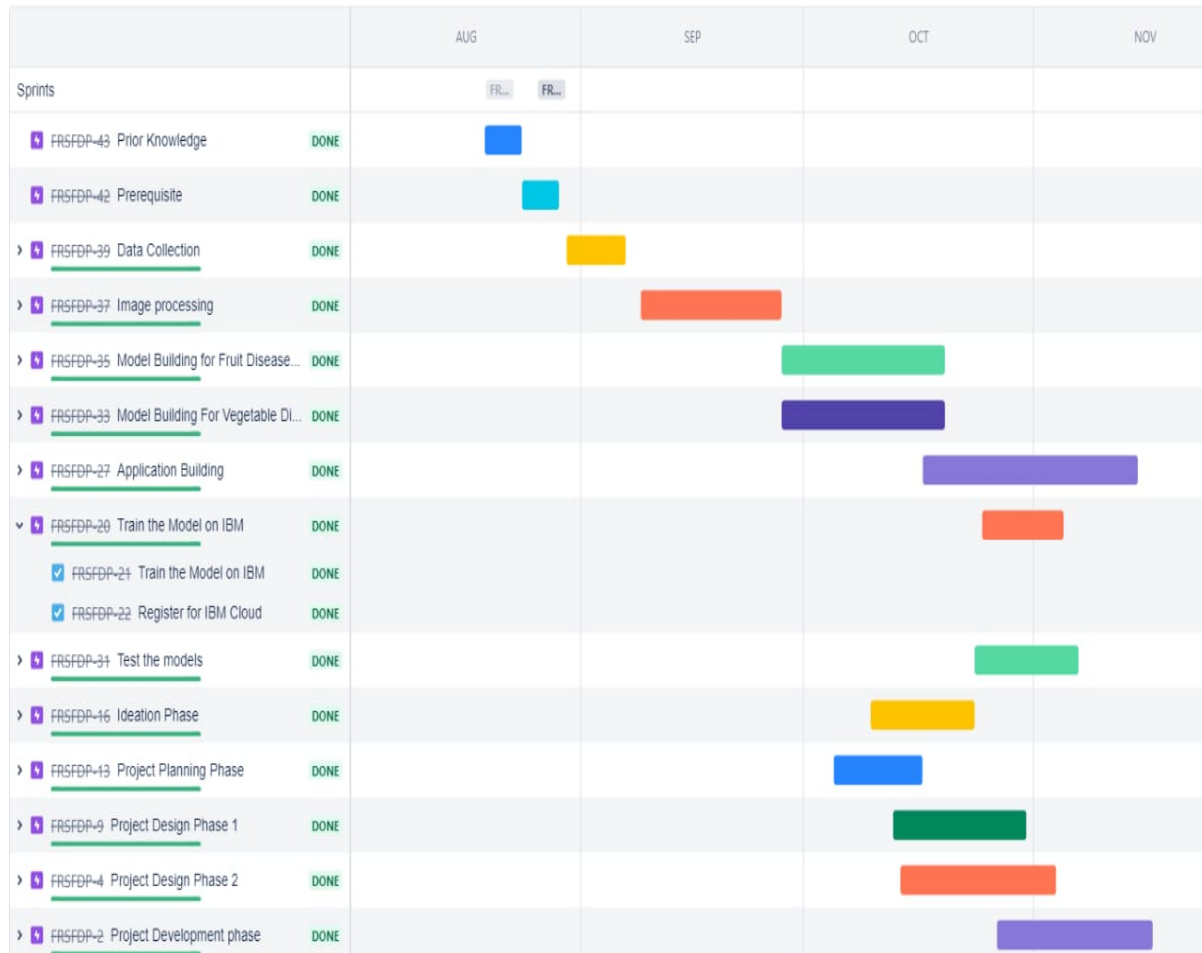 AUG SEP OCT NOV
Sprints FR... FR...
FRSFDP-43 Prior Knowledge DONE
FRSFDP-42 Prerequisite DONE
FRSFDP-39 Data Collection DONE
FRSFDP-37 Image processing DONE
FRSFDP-35 Model Building for Fruit Disease... DONE
FRSFDP-33 Model Building For Vegetable Di... DONE
FRSFDP-27 Application Building DONE
FRSFDP-20 Train the Model on IBM DONE
FRSFDP-21 Train the Model on IBM DONE
FRSFDP-22 Register for IBM Cloud DONE
FRSFDP-31 Test the models DONE
FRSFDP-16 Ideation Phase DONE
FRSFDP-13 Project Planning Phase DONE
FRSFDP-9 Project Design Phase 1 DONE
FRSFDP-4 Project Design Phase 2 DONE
FRSFDP-2 Project Development phase DONE